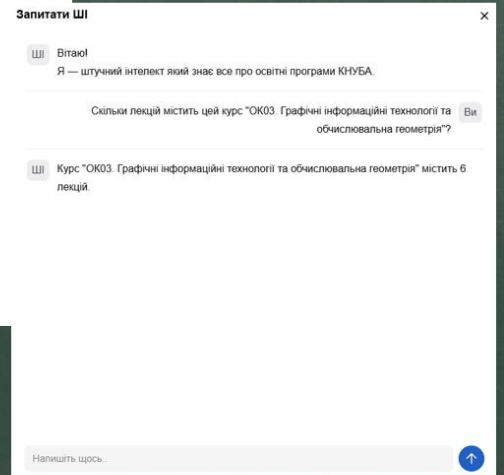 Запитати ШІ
×
ШІ
Вітаю!
Я — штучний інтелект який знає все про освітні програми КНУБА.
Скільки лекцій містить цей курс "ОК03. Графічні інформаційні технології та
обчислювальна геометрія"?
Ви
ШІ
Курс "ОК03. Графічні інформаційні технології та обчислювальна геометрія" містить 6
лекцій.
Напишіть щось...